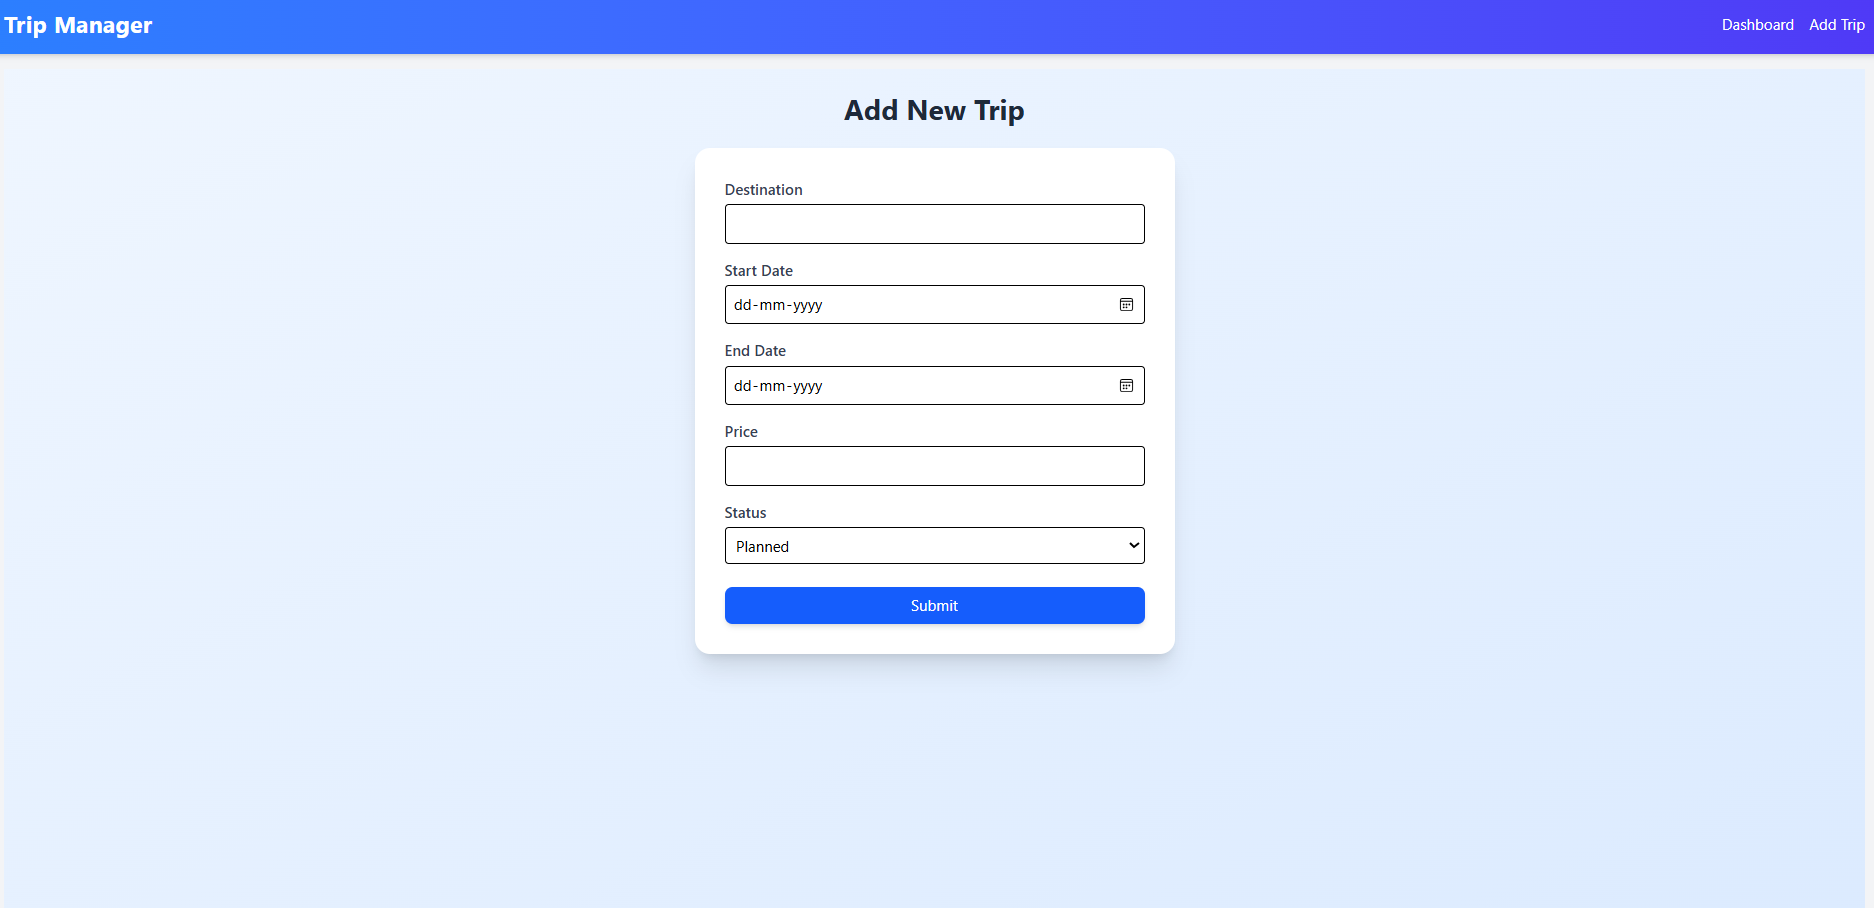 Trip Manager
Dashboard Add Trip
Add New Trip
Destination
Start Date
dd-mm-yyyy
End Date
dd-mm-yyyy
Price
Status
Planned
Submit